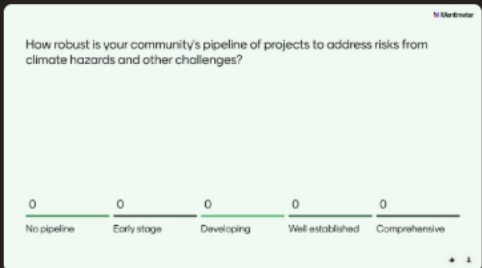 Mentimeter
How robust is your community's pipeline of projects to address risks from
climate hazards and other challenges?
0 0 0 0 0
No pipeline Early stage Developing Well established Comprehensive